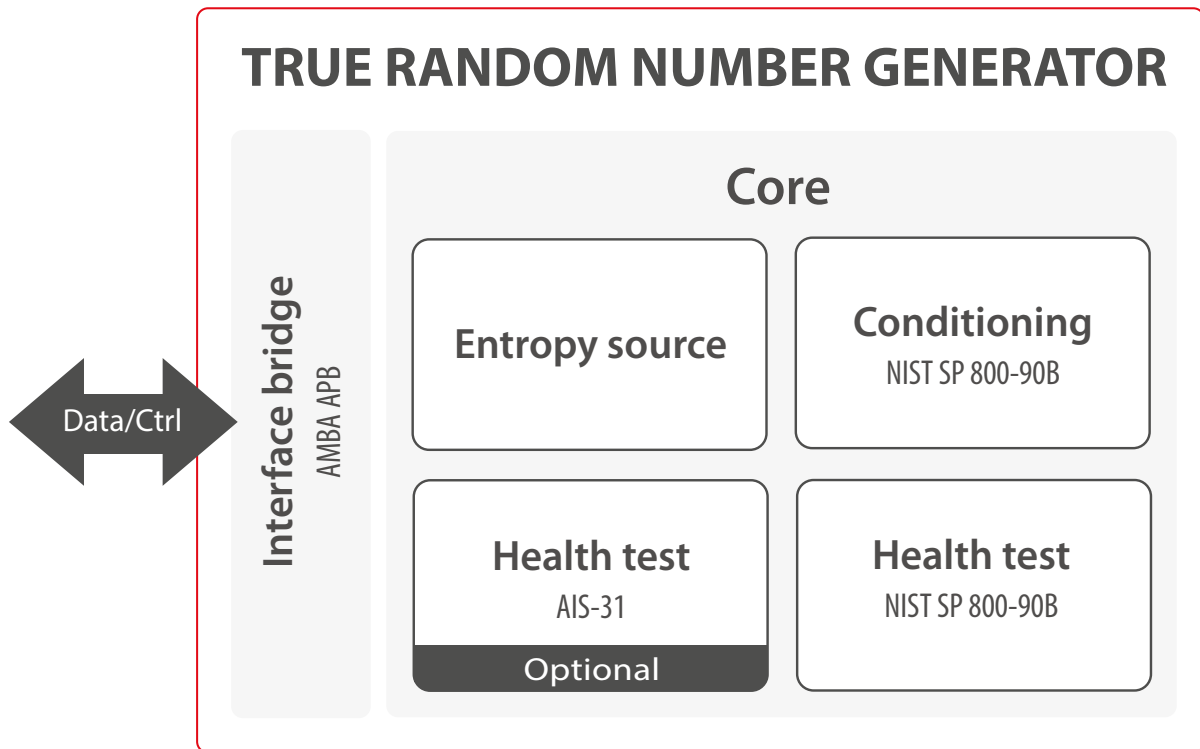 TRUE RANDOM NUMBER GENERATOR
Data/Ctrl
Interface bridge
AMBA APB
Core
Entropy source
Conditioning
NIST SP 800-90B
Health test
AIS-31
Optional
Health test
NIST SP 800-90B